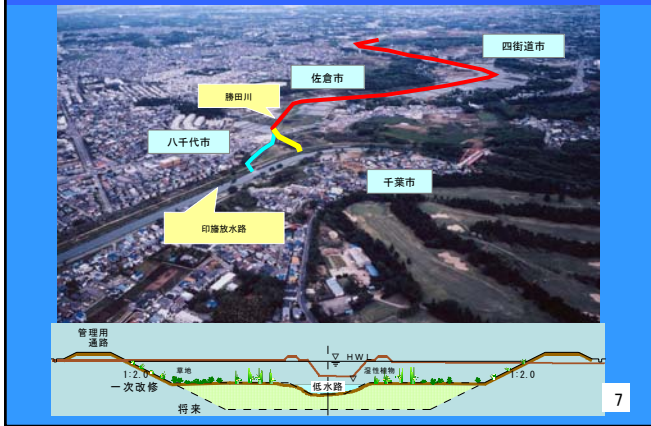 四街道市
佐倉市
勝田川
八千代市
千葉市
印旛放水路
管理用
通路
HWL
1:2.0
草地
湿性植物
1:2.0
一次改修
低水路
将来
7